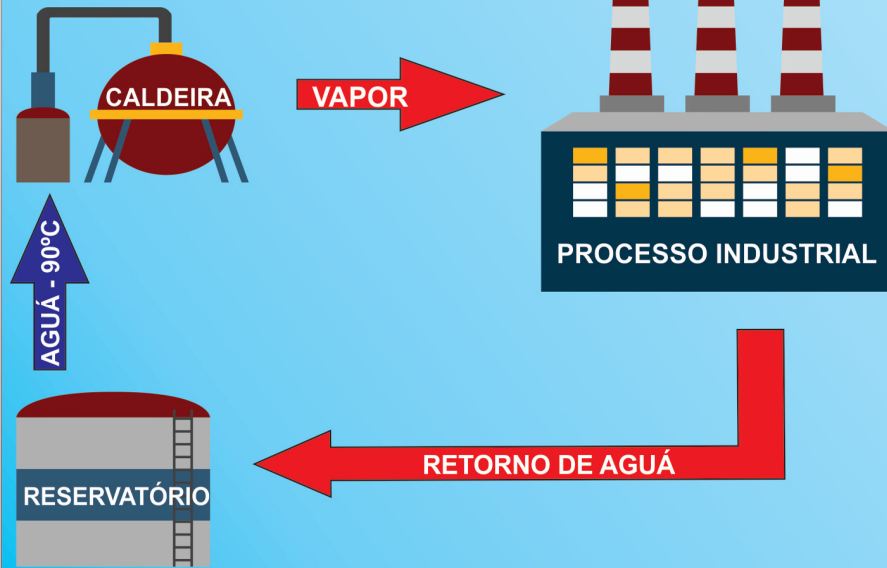 CALDEIRA
VAPOR
PROCESSO INDUSTRIAL
AGUÁ - 90ºC
RETORNO DE AGUÁ
RESERVATÓRIO